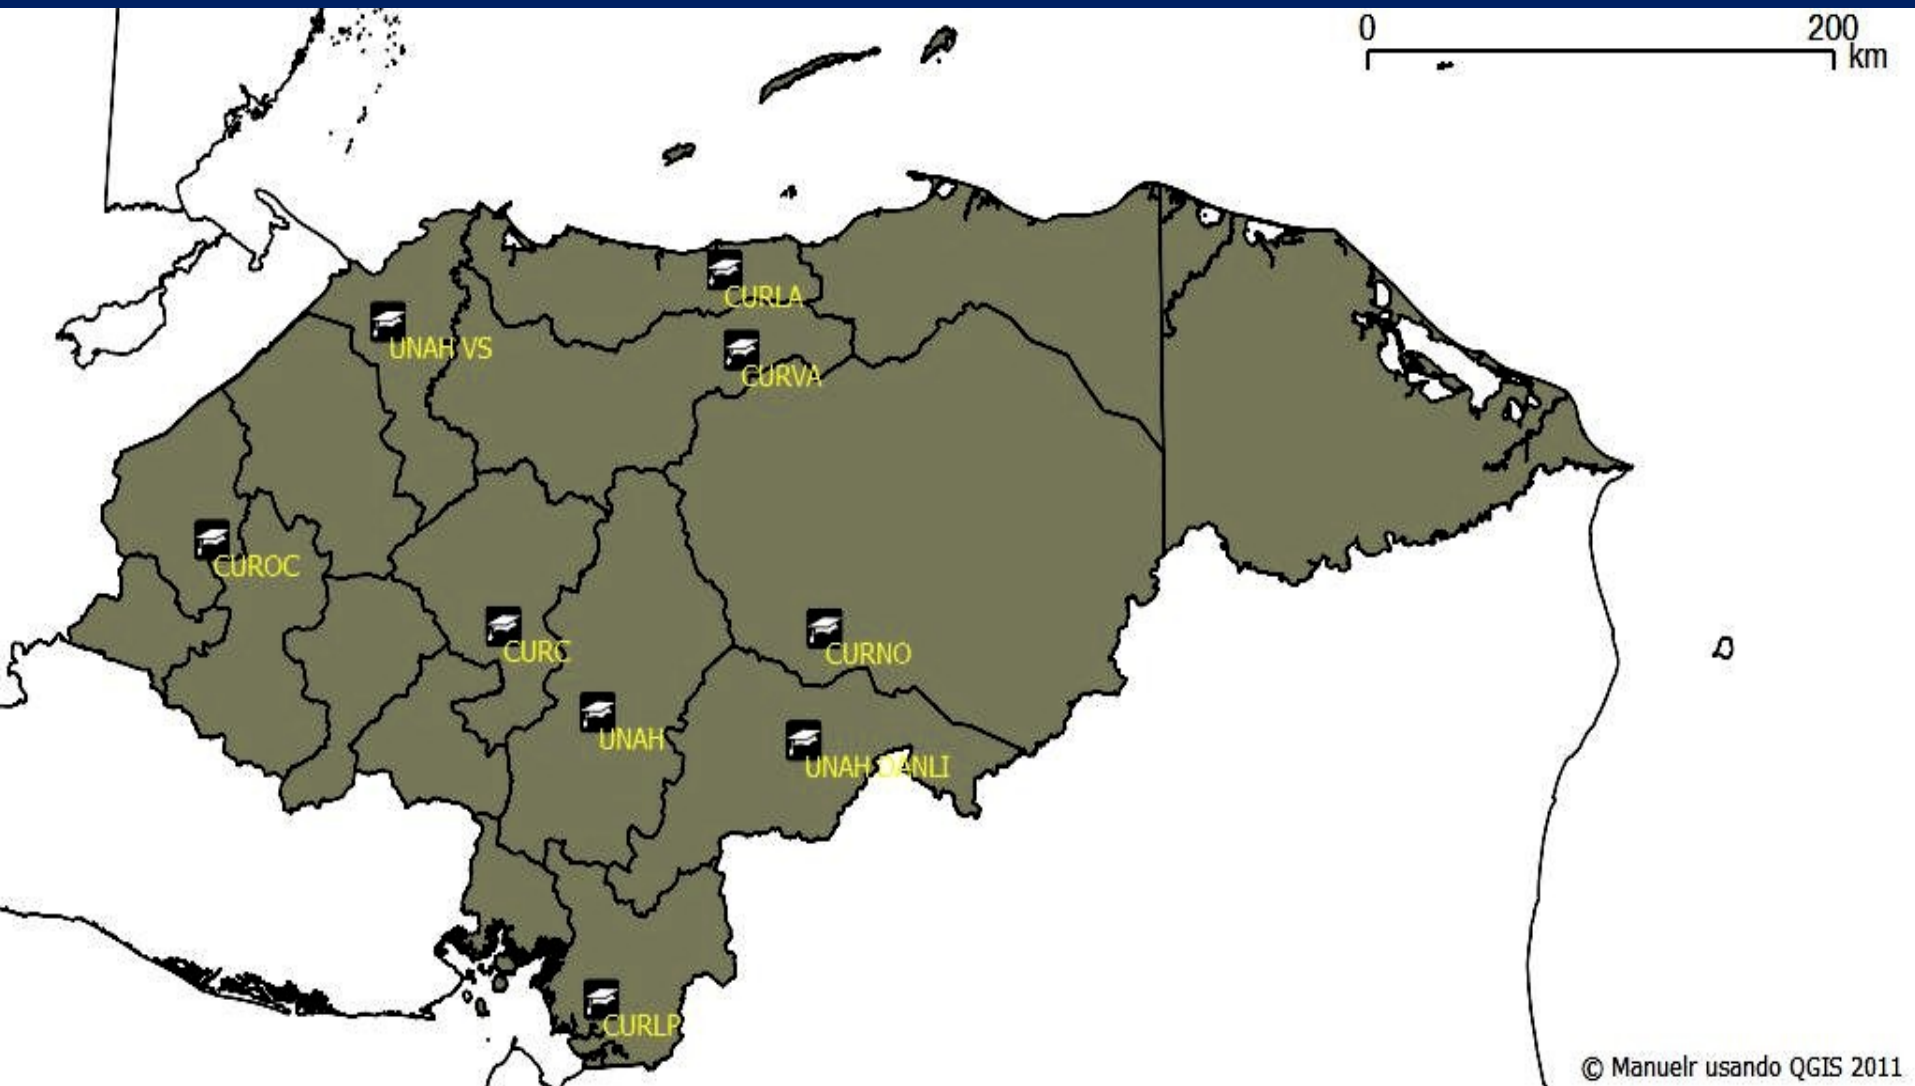 0 200
km
CURLA
UNAH VS
CURVA
CUROC
CURC
CURNO
UNAH
UNAH DANLI
CURLP
© Manuelr usando QGIS 2011